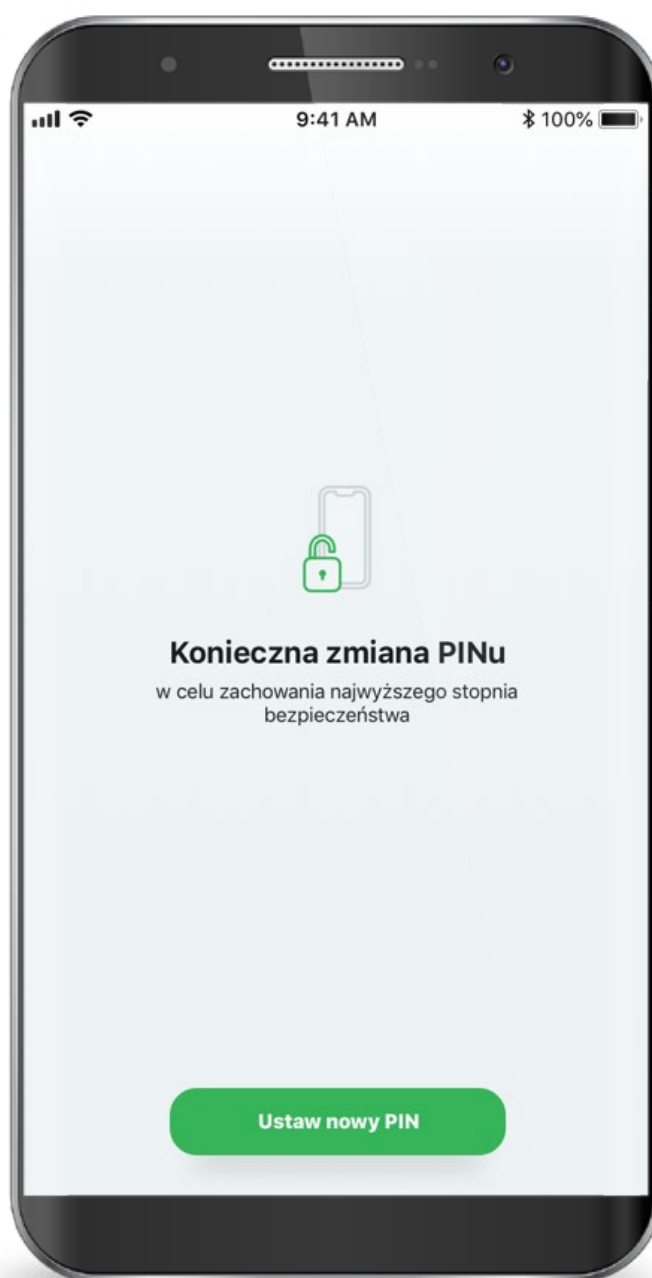 9:41 AM
100%
Konieczna zmiana PINu
w celu zachowania najwyższego stopnia
bezpieczeństwa
Ustaw nowy PIN